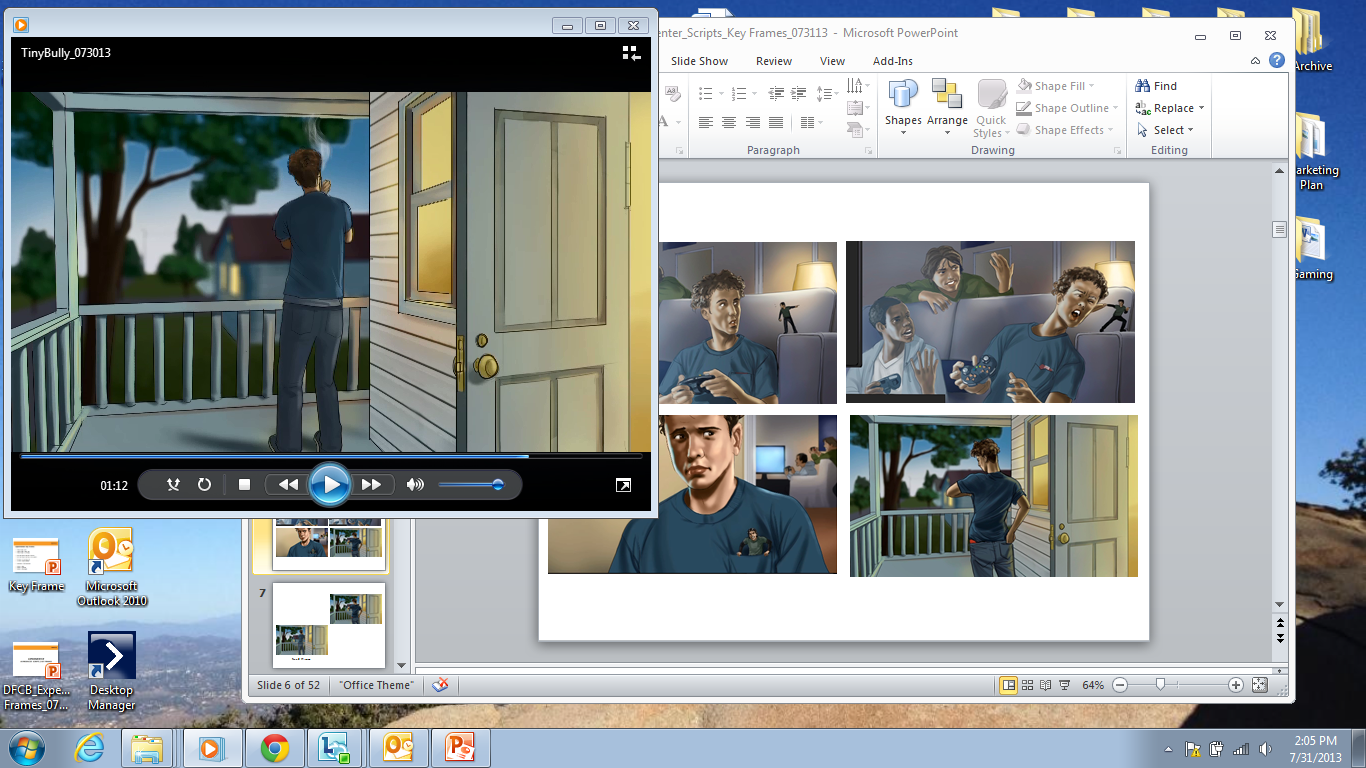 TinyBully_073013
01:12
enter_Scripts_Key Frames_073113 - Microsoft PowerPoint
Slide Show Review View Add-Ins
Shapes Arrange Quick Styles
Shape Fill
Shape Outline
Shape Effects
Find
Replace
Select
Paragraph Drawing Editing
7
Slide 6 of 52 "Office Theme" 64%
Archive
arketing
Plan
Gaming
Key Frame
Microsoft
Outlook 2010
DFCB_Expe...
Frames_07...
Desktop
Manager
2:05 PM
7/31/2013